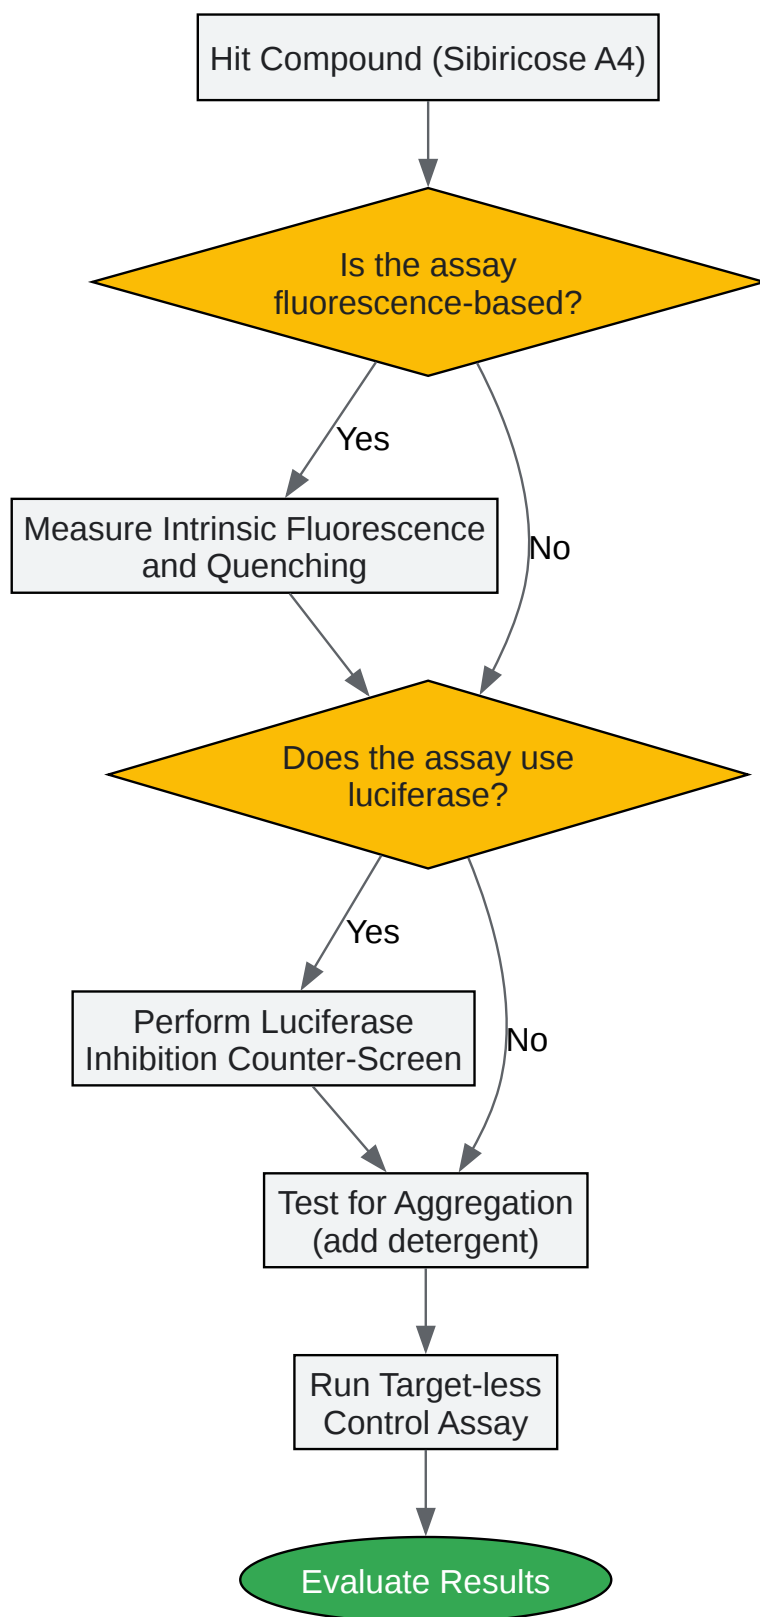 Hit Compound (Sibiricose A4)
Is the assay
fluorescence-based?
Yes
Measure Intrinsic Fluorescence
and Quenching
No
Does the assay use
luciferase?
Yes
Perform Luciferase
Inhibition Counter-Screen
No
Test for Aggregation
(add detergent)
Run Target-less
Control Assay
Evaluate Results